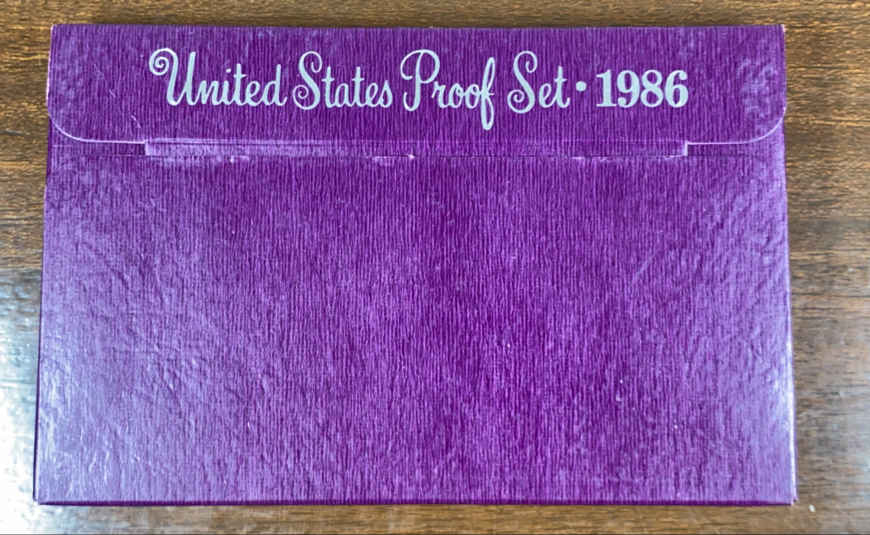 United States Proof Set • 1986